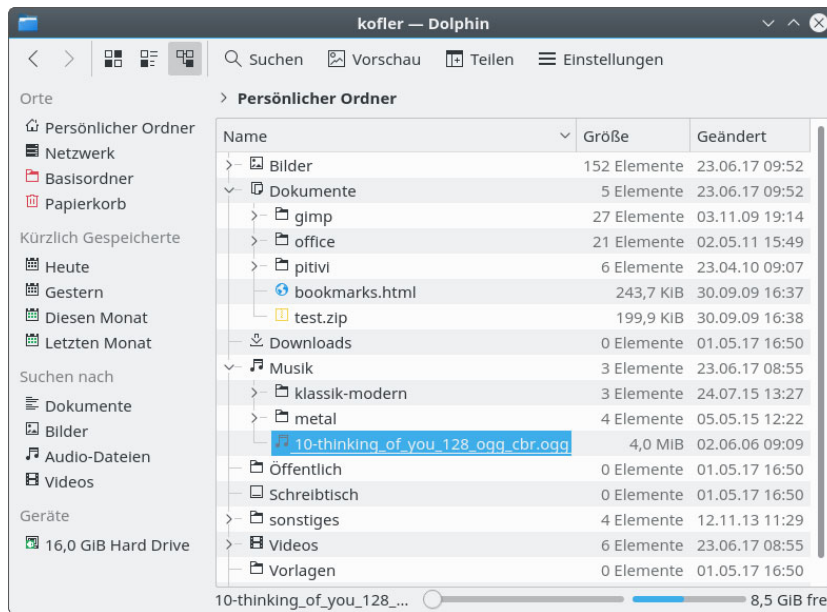 kofler — Dolphin
Suchen Vorschau Teilen Einstellungen
Orte
Persönlicher Ordner
Netzwerk
Basisordner
Papierkorb
Kürzlich Gespeicherte
Heute
Gestern
Diesen Monat
Letzten Monat
Suchen nach
Dokumente
Bilder
Audio-Dateien
Videos
Geräte
16,0 GiB Hard Drive
> Persönlicher Ordner
Name Größe Geändert
Bilder 152 Elemente 23.06.17 09:52
Dokumente 5 Elemente 23.06.17 09:52
gimp 27 Elemente 03.11.09 19:14
office 21 Elemente 02.05.11 15:49
pitivi 6 Elemente 23.04.10 09:07
bookmarks.html 243,7 KiB 30.09.09 16:37
test.zip 199,9 KiB 30.09.09 16:38
Downloads 0 Elemente 01.05.17 16:50
Musik 3 Elemente 23.06.17 08:55
klassik-modern 3 Elemente 24.07.15 13:27
metal 4 Elemente 05.05.15 12:22
10-thinking_of_you_128_ogg_cbr.ogg 4,0 MiB 02.06.06 09:09
Öffentlich 0 Elemente 01.05.17 16:50
Schreibtisch 0 Elemente 01.05.17 16:50
sonstiges 4 Elemente 12.11.13 11:29
Videos 6 Elemente 23.06.17 08:55
Vorlagen 0 Elemente 01.05.17 16:50
10-thinking_of_you_128_... 8,5 GiB fre